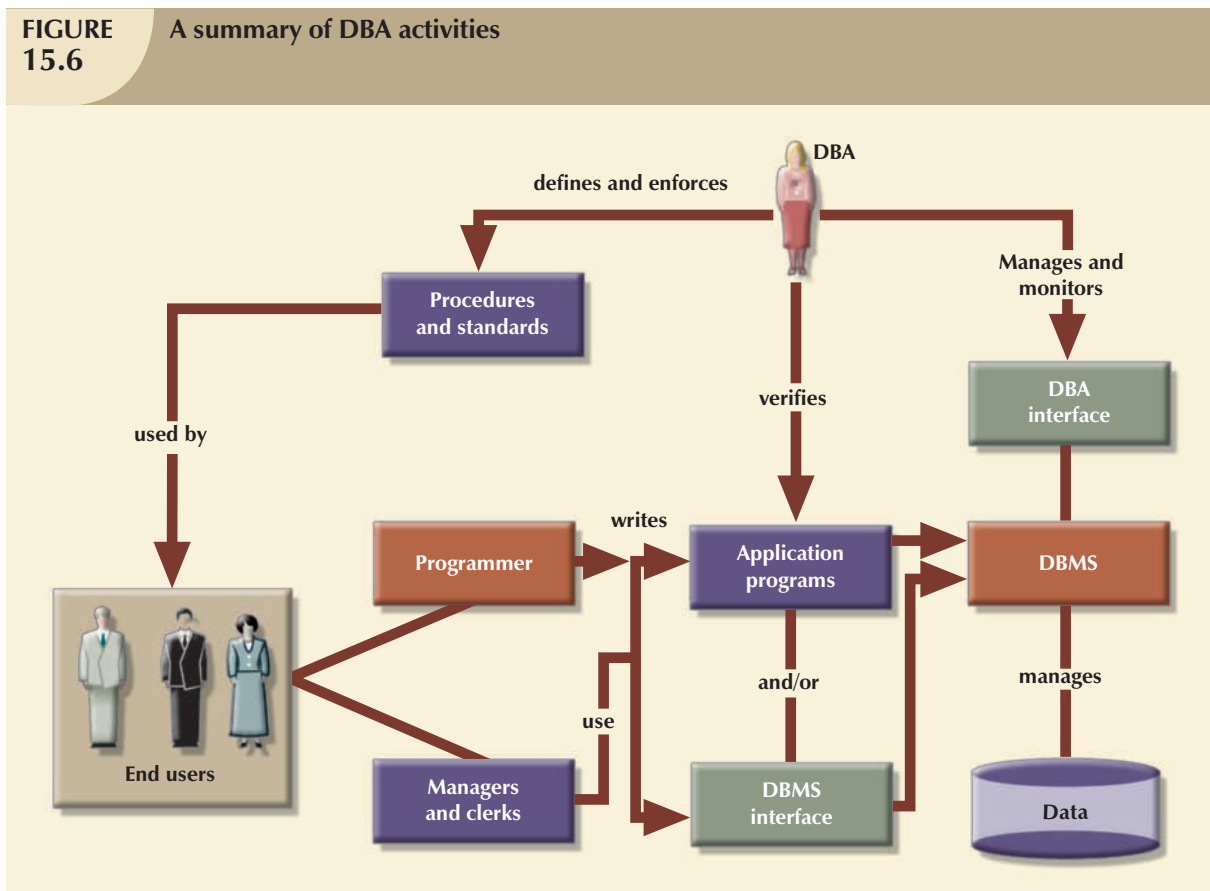 FIGURE
15.6
A summary of DBA activities
DBA
defines and enforces
Manages and
monitors
Procedures
and standards
DBA
interface
verifies
used by
writes
Programmer
Application
programs
DBMS
and/or
manages
use
End users
Managers
and clerks
DBMS
interface
Data